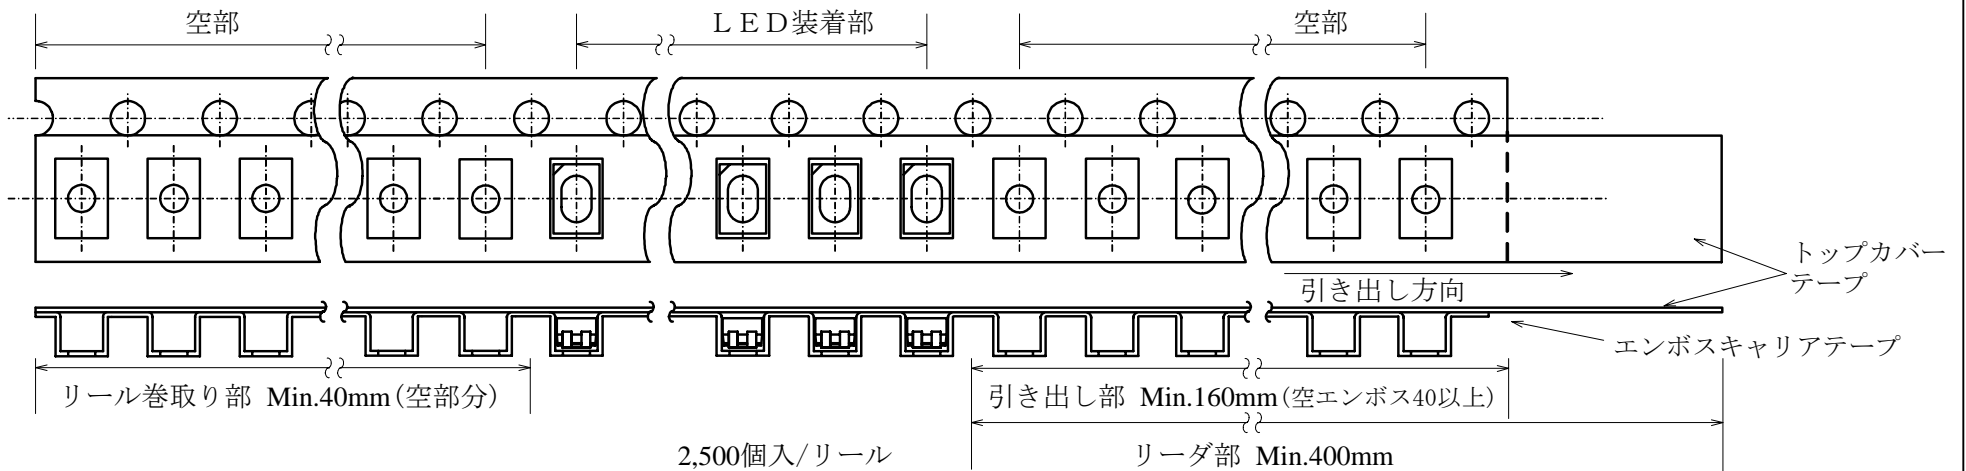 空部
ＬＥＤ装着部
空部
トップカバー
テープ
引き出し方向
エンボスキャリアテープ
リール巻取り部 Min.40mm(空部分)
引き出し部 Min.160mm(空エンボス40以上)
2,500個入/リール
リーダ部 Min.400mm